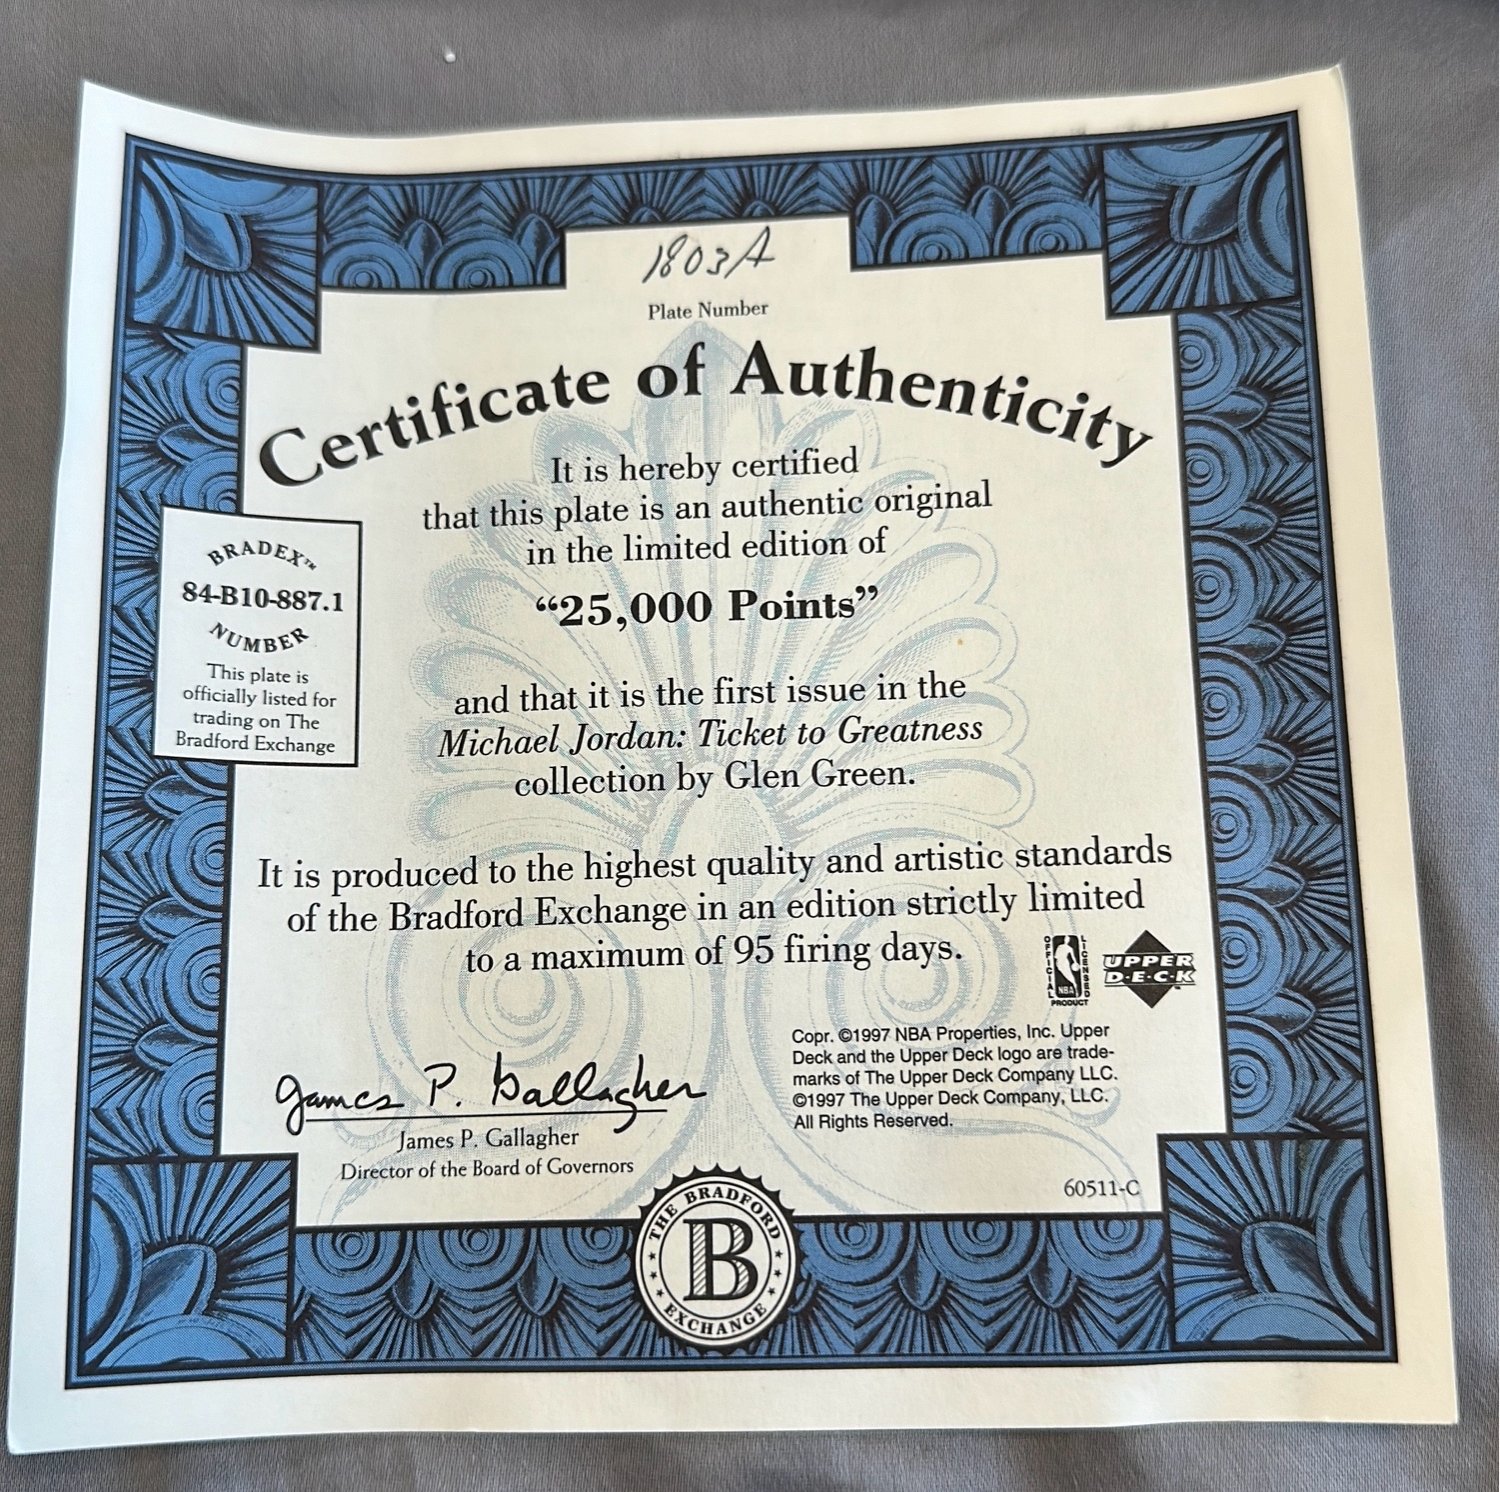 1803A
Plate Number
Certificate of Authenticity
It is hereby certified
that this plate is an authentic original
in the limited edition of
“25,000 Points”
and that it is the first issue in the
Michael Jordan: Ticket to Greatness
collection by Glen Green.
BRADEX™
84-B10-887.1
NUMBER
This plate is
officially listed for
trading on The
Bradford Exchange
It is produced to the highest quality and artistic standards
of the Bradford Exchange in an edition strictly limited
to a maximum of 95 firing days.
OFFICIAL LICENSED
NBA
PRODUCT
UPPER
D·E·C·K™
Copr. ©1997 NBA Properties, Inc. Upper
Deck and the Upper Deck logo are trade-
marks of The Upper Deck Company LLC.
©1997 The Upper Deck Company, LLC.
All Rights Reserved.
James P. Gallagher
James P. Gallagher
Director of the Board of Governors
60511-C
THE BRADFORD
B
EXCHANGE